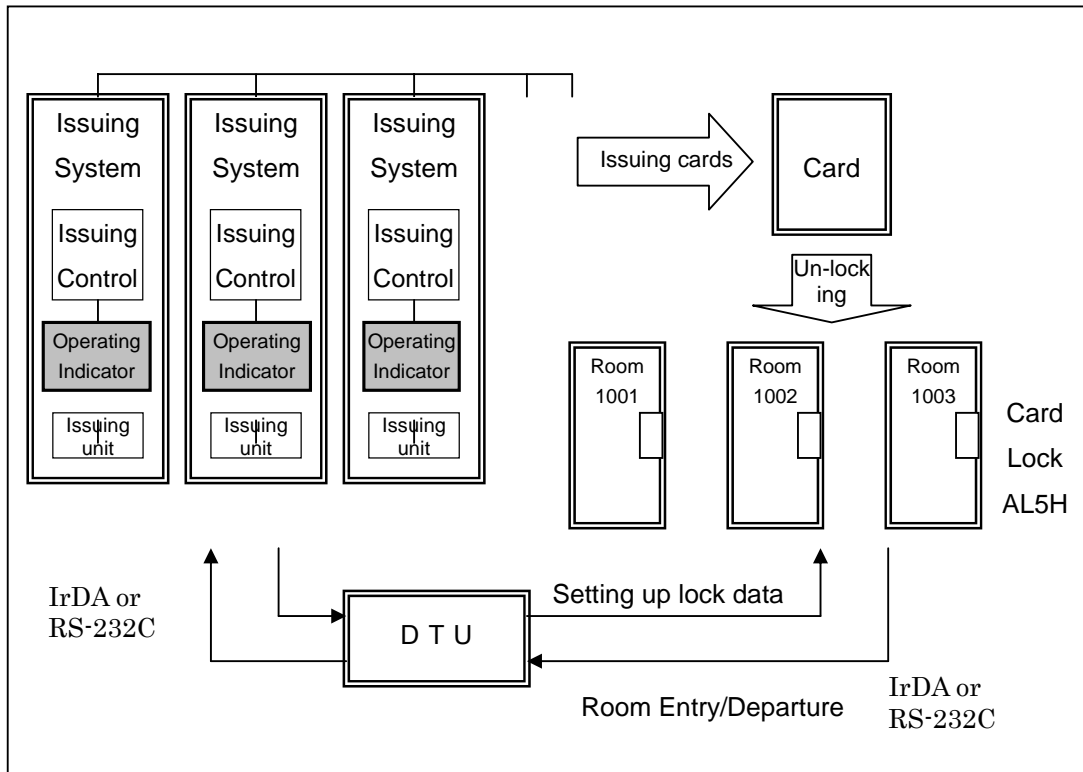 Issuing
System
Issuing
Control
Operating
Indicator
Issuing
unit
Issuing
System
Issuing
Control
Operating
Indicator
Issuing
unit
Issuing
System
Issuing
Control
Operating
Indicator
Issuing
unit
Issuing cards
Card
Un-lock
ing
Room
1001
Room
1002
Room
1003
Card
Lock
AL5H
IrDA or
RS-232C
D T U
Setting up lock data
Room Entry/Departure
IrDA or
RS-232C